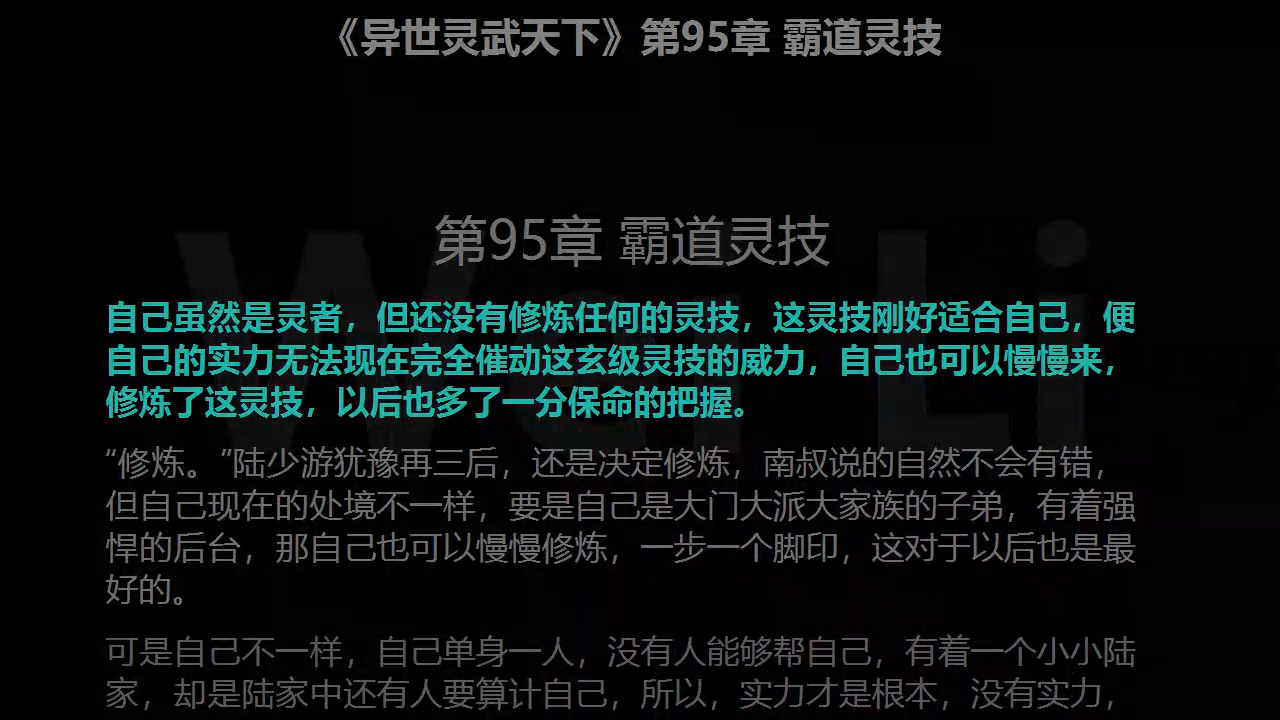 《异世灵武天下》第95章 霸道灵技
第95章 霸道灵技
Wei Li
自己虽然是灵者，但还没有修炼任何的灵技，这灵技刚好适合自己，便
自己的实力无法现在完全催动这玄级灵技的威力，自己也可以慢慢来，
修炼了这灵技，以后也多了一分保命的把握。
“修炼。”陆少游犹豫再三后，还是决定修炼，南叔说的自然不会有错，
但自己现在的处境不一样，要是自己是大门大派大家族的子弟，有着强
悍的后台，那自己也可以慢慢修炼，一步一个脚印，这对于以后也是最
好的。
可是自己不一样，自己单身一人，没有人能够帮自己，有着一个小小陆
家，却是陆家中还有人要算计自己，所以，实力才是根本，没有实力，